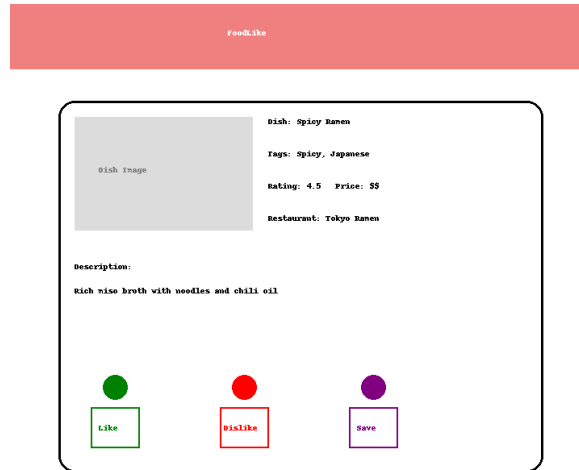 FoodLike
Dish: Spicy Ramen
Tags: Spicy, Japanese
Dish Image
Rating: 4.5 Price: $$
Restaurant: Tokyo Ramen
Description:
Rich miso broth with noodles and chili oil
Like
Dislike
Save